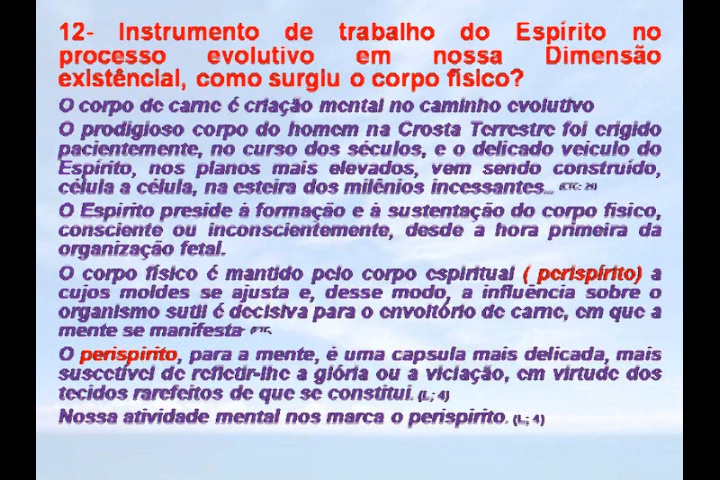 12- Instrumento de trabalho do Espírito no
processo evolutivo em nossa Dimensão
existêncial, como surgiu o corpo físico?
O corpo de carne é criação mental no caminho evolutivo
O prodigioso corpo do homem na Crosta Terrestre foi erigido
pacientemente, no curso dos séculos, e o delicado veículo do
Espírito, nos planos mais elevados, vem sendo construído,
célula a célula, na esteira dos milênios incessantes...
O Espírito preside à formação e à sustentação do corpo físico,
consciente ou inconscientemente, desde a hora primeira da
organização fetal.
O corpo físico é mantido pelo corpo espiritual ( perispírito) a
cujos moldes se ajusta e, desse modo, a influência sobre o
organismo sutil é decisiva para o envoltório de carne, em que a
mente se manifesta
O perispírito, para a mente, é uma capsula mais delicada, mais
suscetível de refletir-lhe a glória ou a viciação, em virtude dos
tecidos rarefeitos de que se constitui. (L; 4)
Nossa atividade mental nos marca o perispírito. (L; 4)